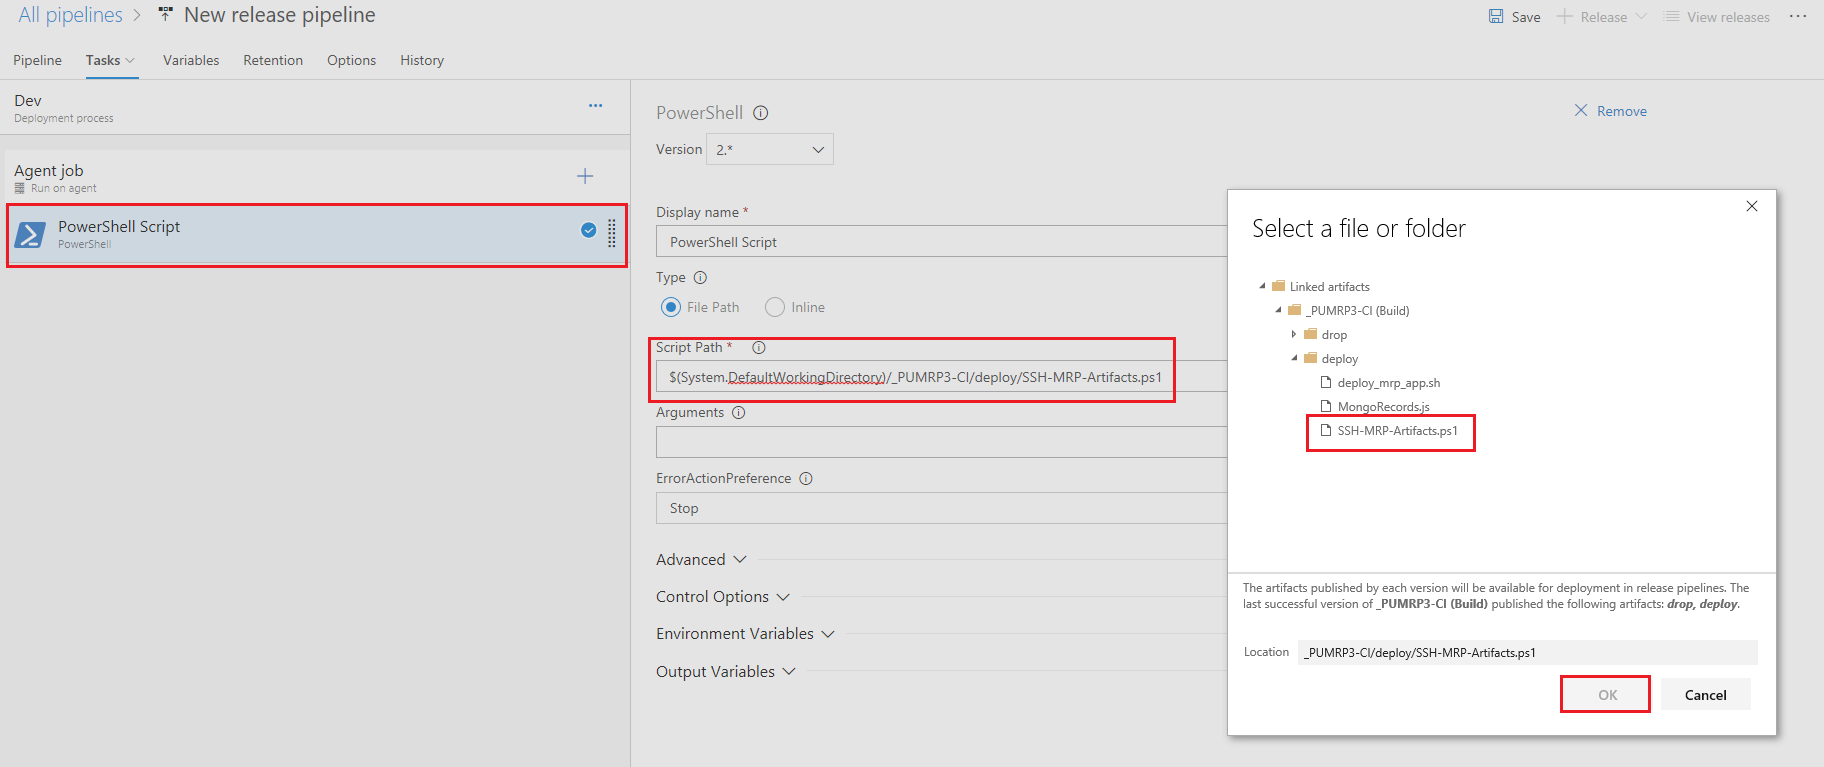 All pipelines > New release pipeline
Save
Release
View releases
Pipeline
Tasks
Variables
Retention
Options
History
Dev
Deployment process
Agent job
Run on agent
PowerShell Script
PowerShell
PowerShell
Remove
Version
2.*
Display name *
PowerShell Script
Type
File Path
Inline
Script Path *
$(System.DefaultWorkingDirectory)/_PUMRP3-CI/deploy/SSH-MRP-Artifacts.ps1
Arguments
ErrorActionPreference
Stop
Advanced
Control Options
Environment Variables
Output Variables
Select a file or folder
Linked artifacts
_PUMRP3-CI (Build)
drop
deploy
deploy_mrp_app.sh
MongoRecords.js
SSH-MRP-Artifacts.ps1
The artifacts published by each version will be available for deployment in release pipelines. The
last successful version of _PUMRP3-CI (Build) published the following artifacts: drop, deploy.
Location
_PUMRP3-CI/deploy/SSH-MRP-Artifacts.ps1
OK
Cancel